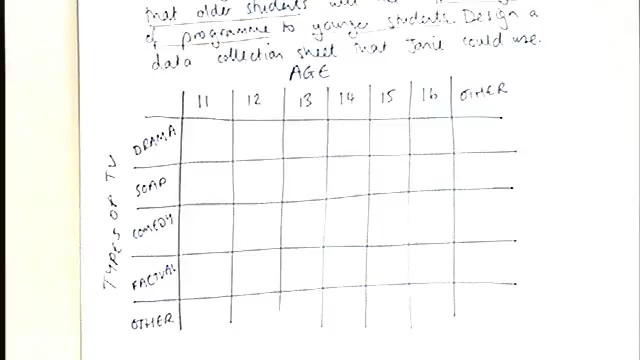 that older students
of programme to younger students. Design a
data collection sheet that Janie could use.
AGE
11 12 13 14 15 16 OTHER
TYPES OF TV
DRAMA
SOAP
COMEDY
FACTUAL
OTHER